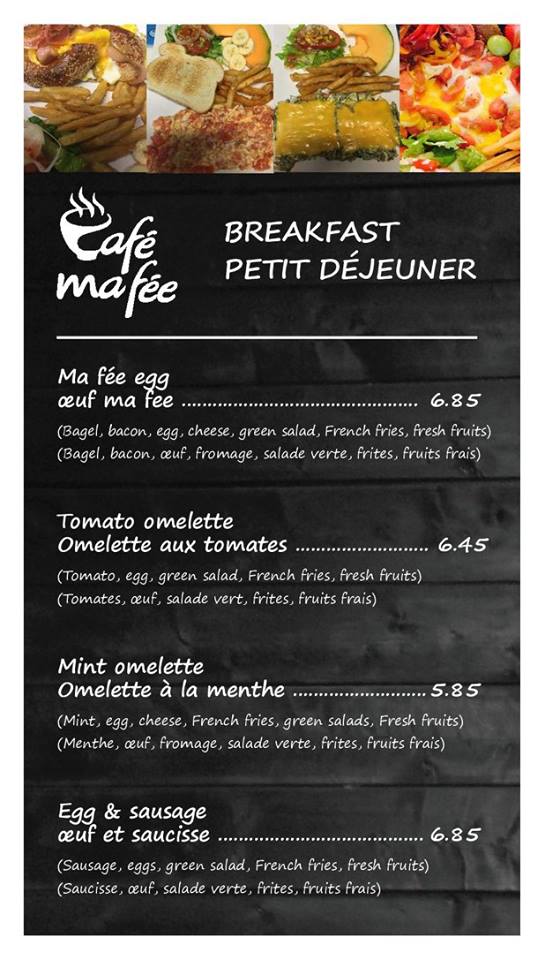 Café
ma fée
BREAKFAST
PETIT DÉJEUNER
Ma fée egg
œuf ma fee ............................................. 6.85
(Bagel, bacon, egg, cheese, green salad, French fries, fresh fruits)
(Bagel, bacon, œuf, fromage, salade verte, frites, fruits frais)
Tomato omelette
Omelette aux tomates .......................... 6.45
(Tomato, egg, green salad, French fries, fresh fruits)
(Tomates, œuf, salade vert, frites, fruits frais)
Mint omelette
Omelette à la menthe .......................... 5.85
(Mint, egg, cheese, French fries, green salads, Fresh fruits)
(Menthe, œuf, fromage, salade verte, frites, fruits frais)
Egg & sausage
œuf et saucisse ........................................ 6.85
(Sausage, eggs, green salad, French fries, fresh fruits)
(Saucisse, œuf, salade verte, frites, fruits frais)